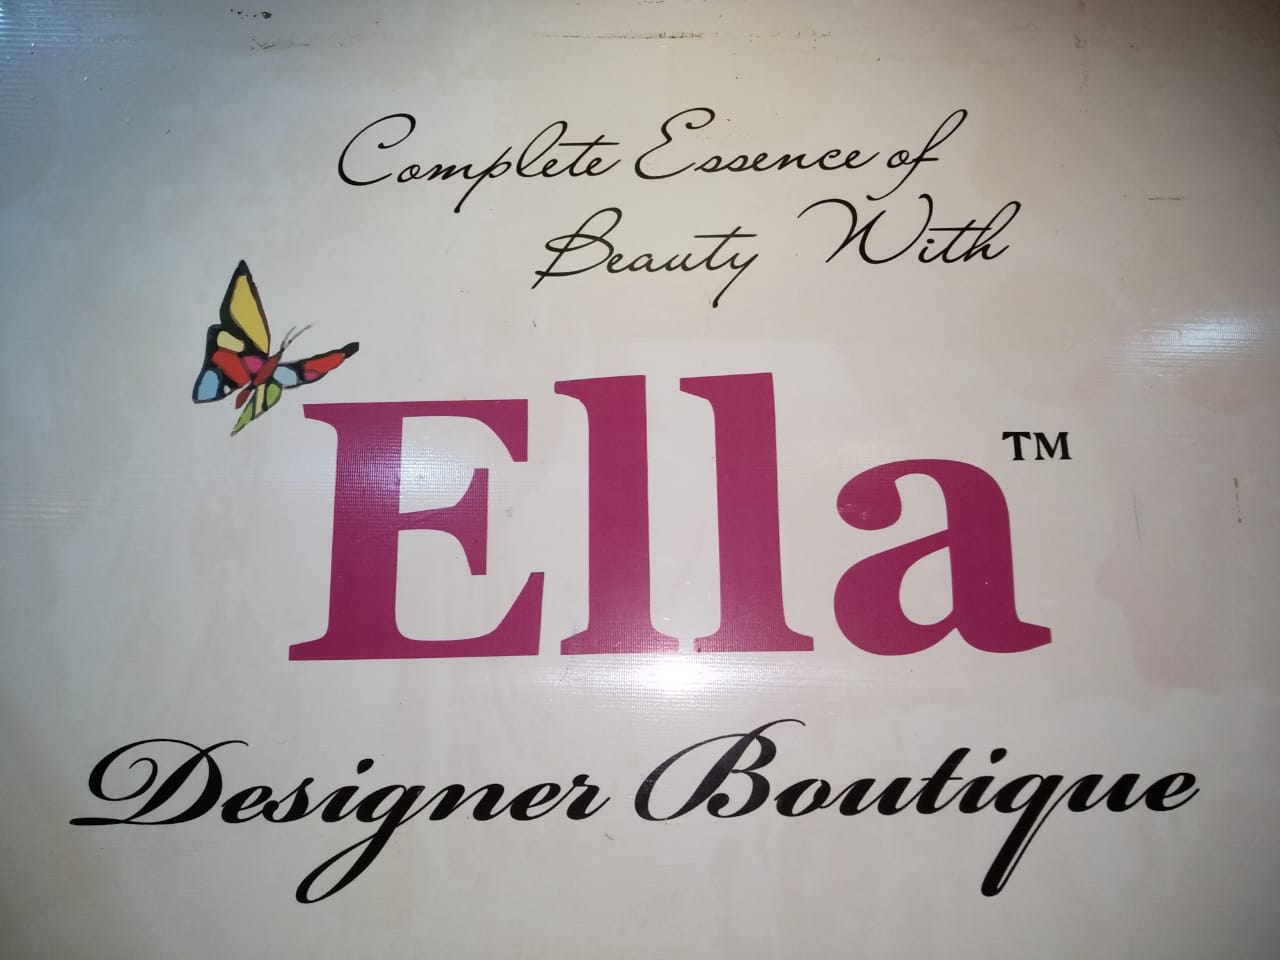 Complete Essence of
Beauty With
Ella™
Designer Boutique